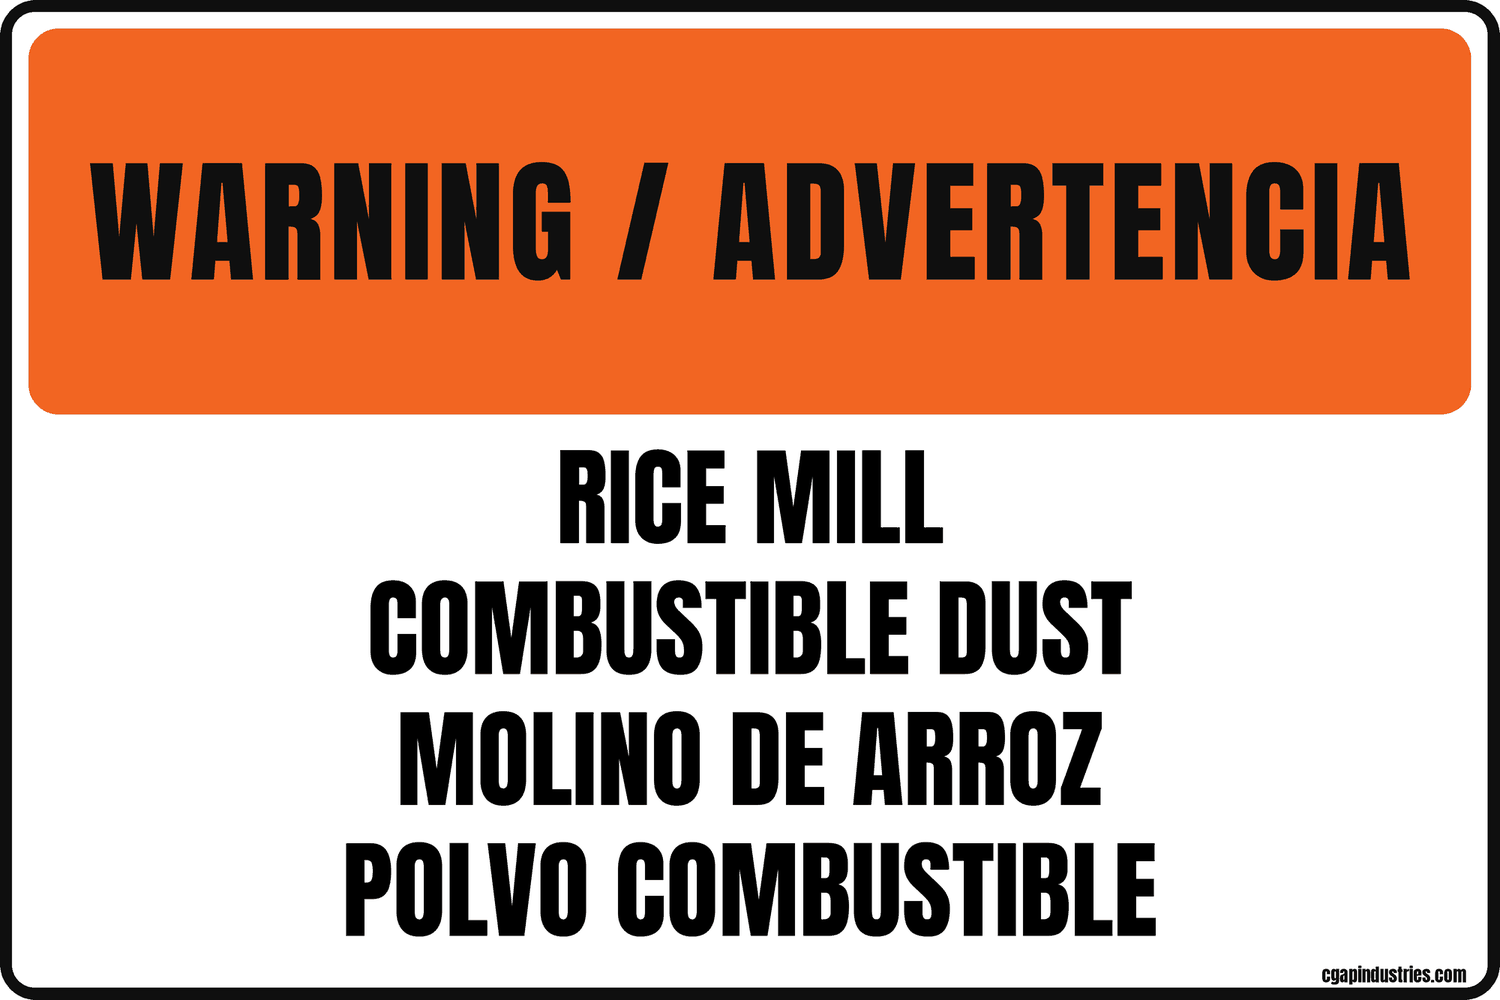 WARNING / ADVERTENCIA
RICE MILL
COMBUSTIBLE DUST
MOLINO DE ARROZ
POLVO COMBUSTIBLE
cgapindustries.com